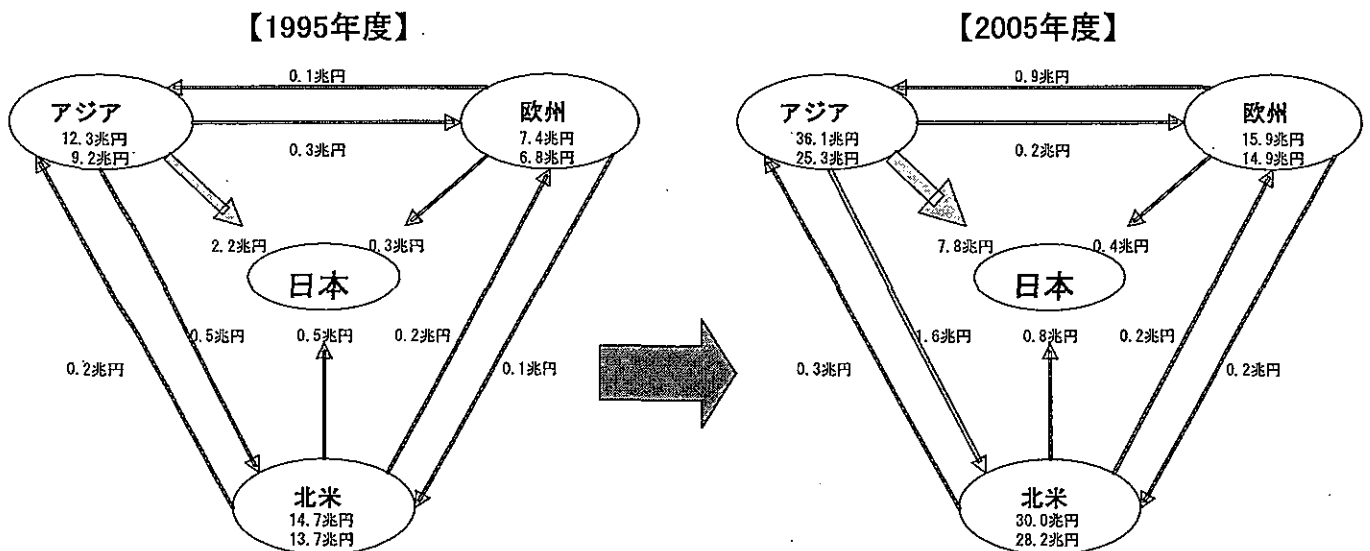 【1995年度】
0.1兆円
アジア
12.3兆円
9.2兆円
欧州
7.4兆円
6.8兆円
0.3兆円
2.2兆円
0.3兆円
日本
0.2兆円
0.5兆円
0.5兆円
0.2兆円
0.1兆円
北米
14.7兆円
13.7兆円
【2005年度】
0.9兆円
アジア
36.1兆円
25.3兆円
欧州
15.9兆円
14.9兆円
0.2兆円
7.8兆円
0.4兆円
日本
0.3兆円
1.6兆円
0.8兆円
0.2兆円
0.2兆円
北米
30.0兆円
28.2兆円